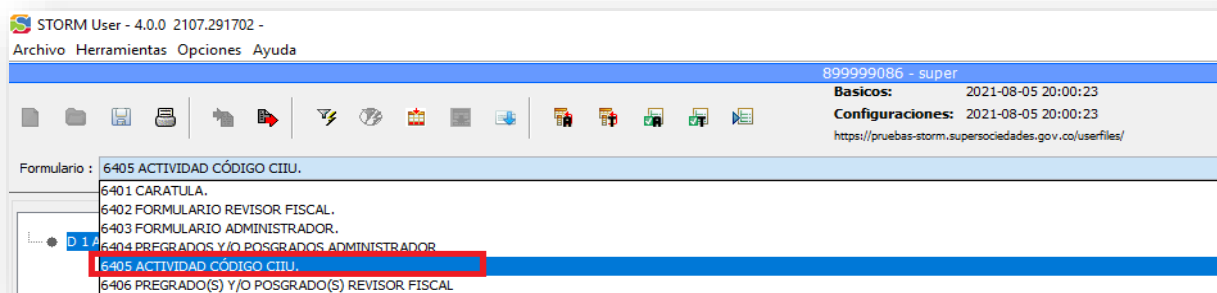 STORM User - 4.0.0 2107.291702 -
Archivo Herramientas Opciones Ayuda
899999086 - super
Basicos: 2021-08-05 20:00:23
Configuraciones: 2021-08-05 20:00:23
https://pruebas-storm.supersociedades.gov.co/userfiles/
Formulario : 6405 ACTIVIDAD CÓDIGO CIIU.
6401 CARATULA.
6402 FORMULARIO REVISOR FISCAL.
6403 FORMULARIO ADMINISTRADOR.
D 1 A
6404 PREGRADOS Y/O POSGRADOS ADMINISTRADOR
6405 ACTIVIDAD CÓDIGO CIIU.
6406 PREGRADO(S) Y/O POSGRADO(S) REVISOR FISCAL